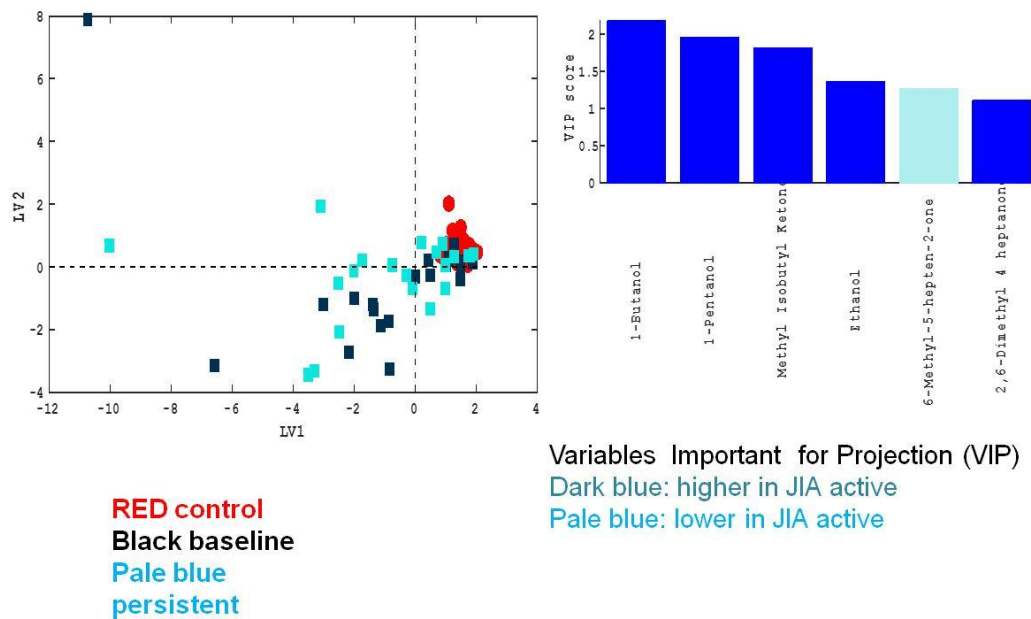 8
6
4
2
0
-2
-4
LV2
-12
-10
-8
-6
-4
-2
0
2
4
LV1
2
1.5
1
0.5
0
VIP score
1-Butanol
1-Pentanol
Methyl Isobutyl Ketone
Ethanol
6-Methyl-5-hepten-2-one
2,6-Dimethyl 4 heptanone
Variables Important for Projection (VIP)
Dark blue: higher in JIA active
Pale blue: lower in JIA active
RED control
Black baseline
Pale blue
persistent